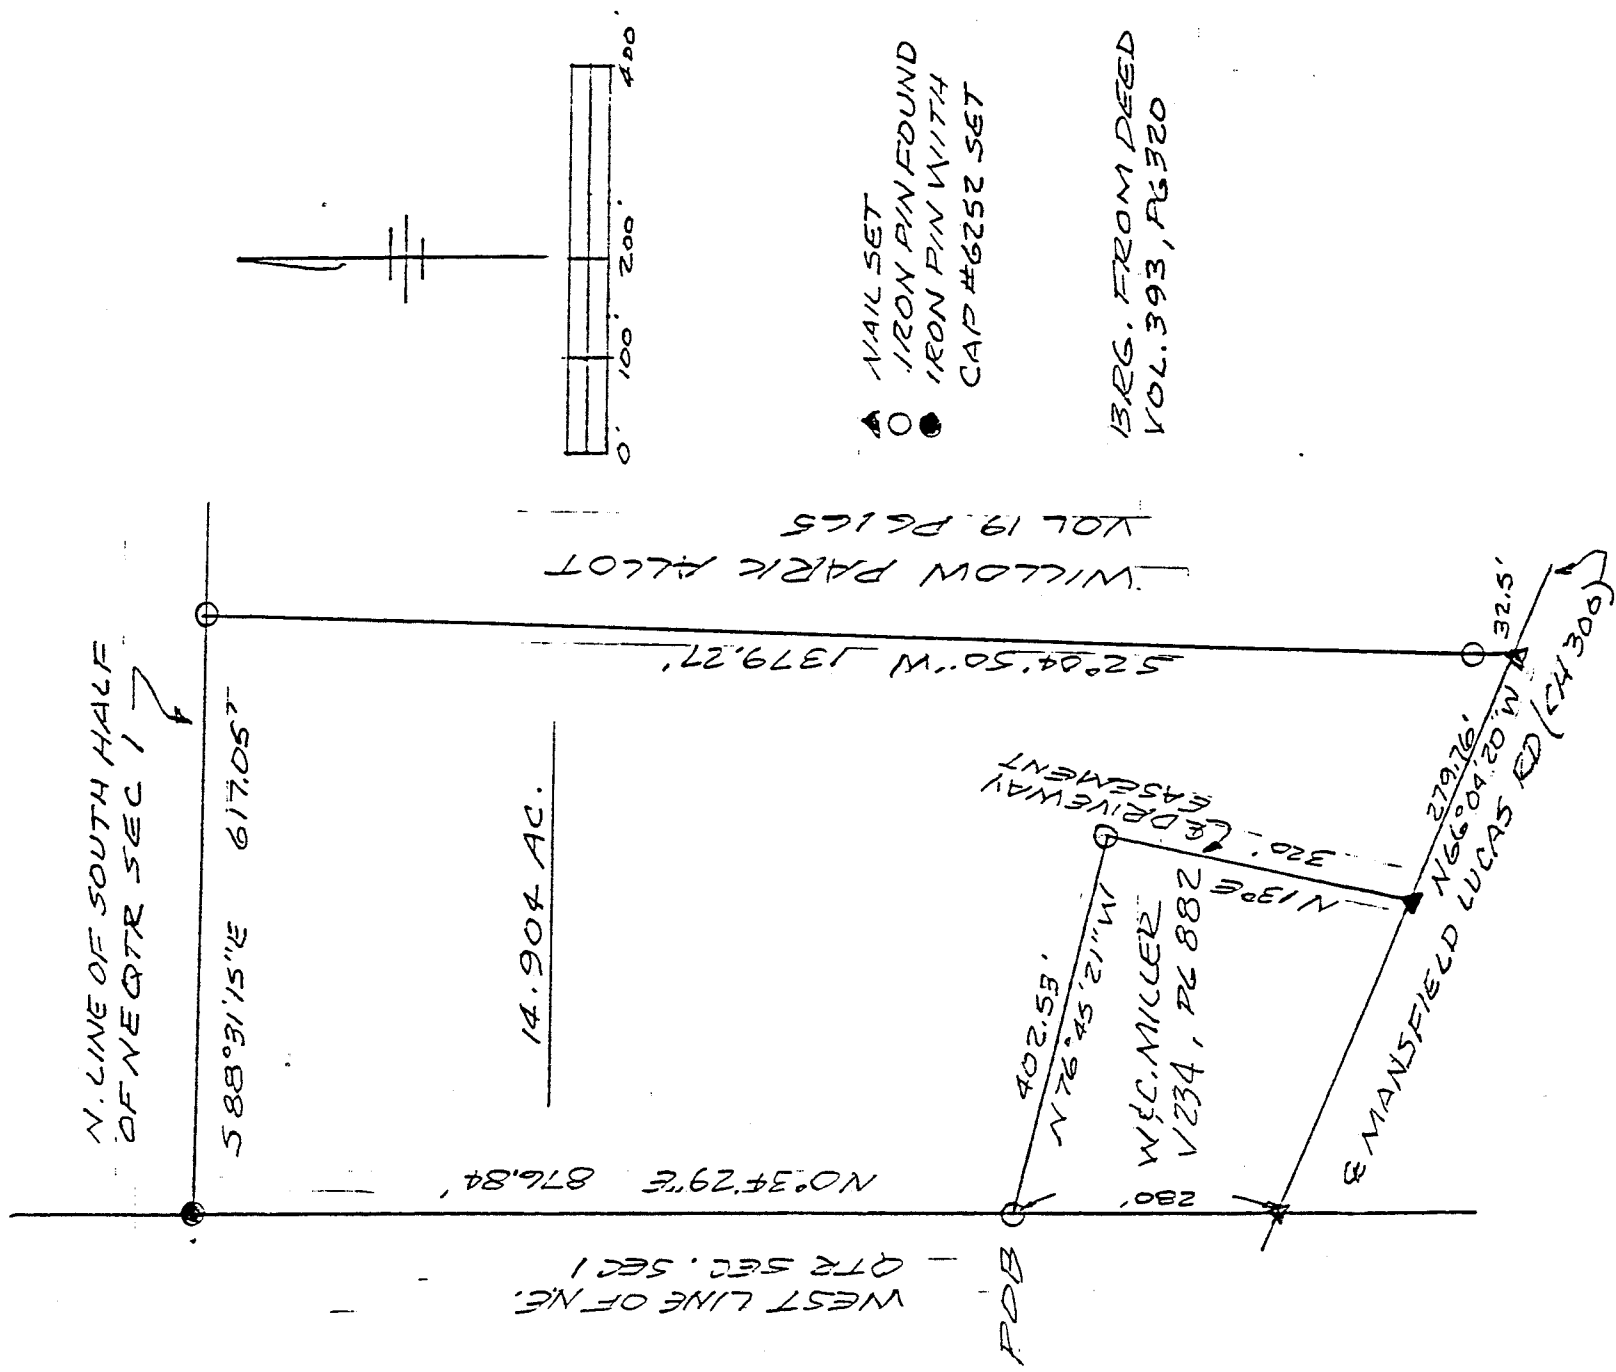 N. LINE OF SOUTH HALF
OF NE QTR SEC 1
S 88°31'15"E 617.05'
14.904 AC.
N0°34'29"E 876.84'
WEST LINE OF NE.
QTR SEC. SEC 1
POB
280'
402.53'
N76°45'21"W
W&C. MILLER
V234, PG 882
N13°E 320'
℄ DRIVEWAY
EASEMENT
S2°04'50"W 1379.27'
WILLOW PARK ALLOT
VOL 19 PG 165
32.5'
279.76'
N66°04'20"W
℄ MANSFIELD LUCAS RD (CH 306)
0' 100' 200' 400'
NAIL SET
IRON PIN FOUND
IRON PIN WITH
CAP #6252 SET
BRG. FROM DEED
VOL. 393, PG 320